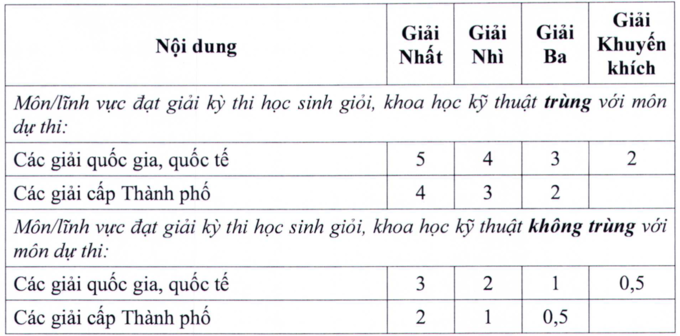 Nội dung
Giải Nhất
Giải Nhì
Giải Ba
Giải Khuyến khích
Môn/lĩnh vực đạt giải kỳ thi học sinh giỏi, khoa học kỹ thuật trùng với môn
dự thi:
Các giải quốc gia, quốc tế 5 4 3 2
Các giải cấp Thành phố 4 3 2
Môn/lĩnh vực đạt giải kỳ thi học sinh giỏi, khoa học kỹ thuật không trùng với
môn dự thi:
Các giải quốc gia, quốc tế 3 2 1 0,5
Các giải cấp Thành phố 2 1 0,5